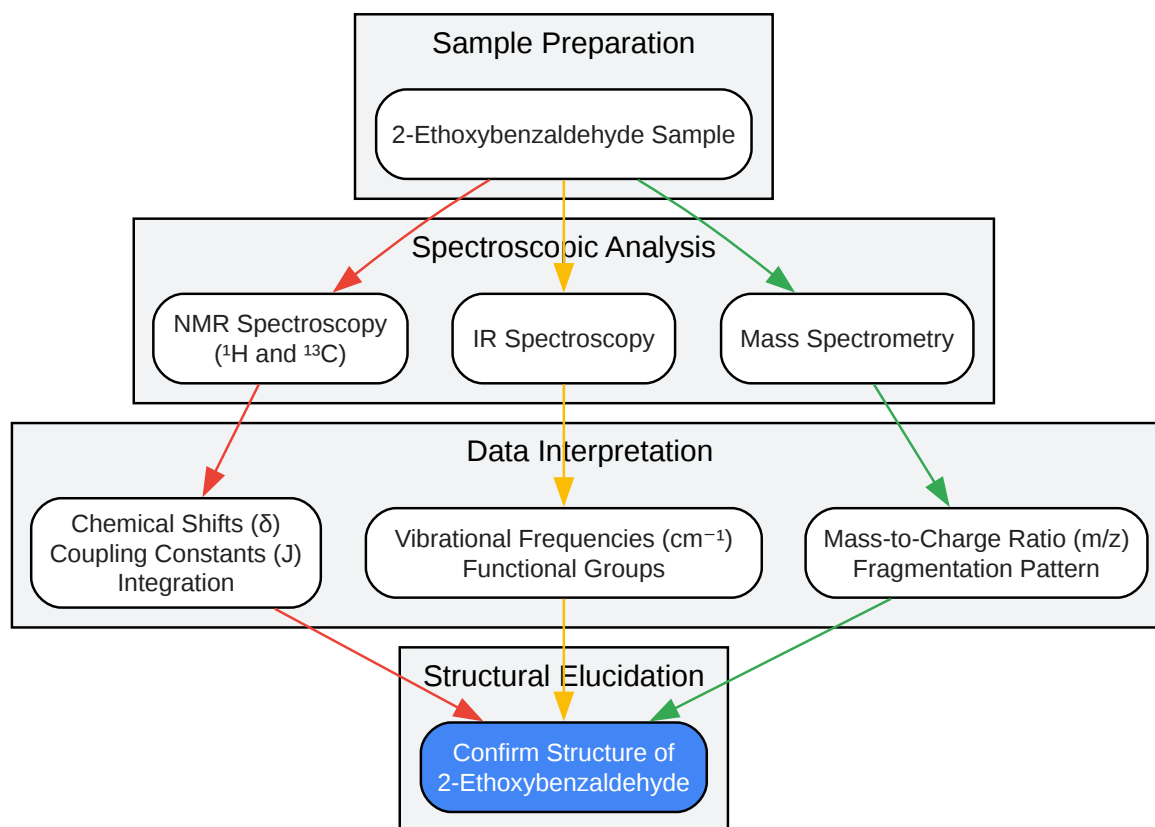 Sample Preparation
2-Ethoxybenzaldehyde Sample
Spectroscopic Analysis
NMR Spectroscopy
(¹H and ¹³C)
IR Spectroscopy
Mass Spectrometry
Data Interpretation
Chemical Shifts (δ)
Coupling Constants (J)
Integration
Vibrational Frequencies (cm⁻¹)
Functional Groups
Mass-to-Charge Ratio (m/z)
Fragmentation Pattern
Structural Elucidation
Confirm Structure of
2-Ethoxybenzaldehyde